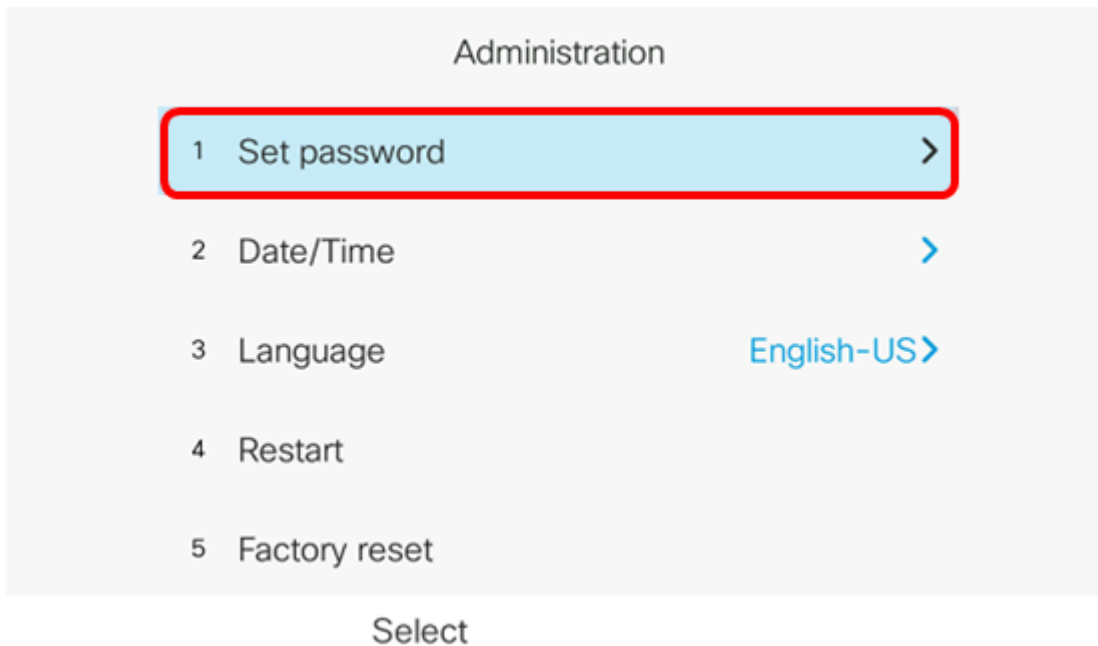 Administration
1 Set password
2 Date/Time
3 Language English-US
4 Restart
5 Factory reset
Select